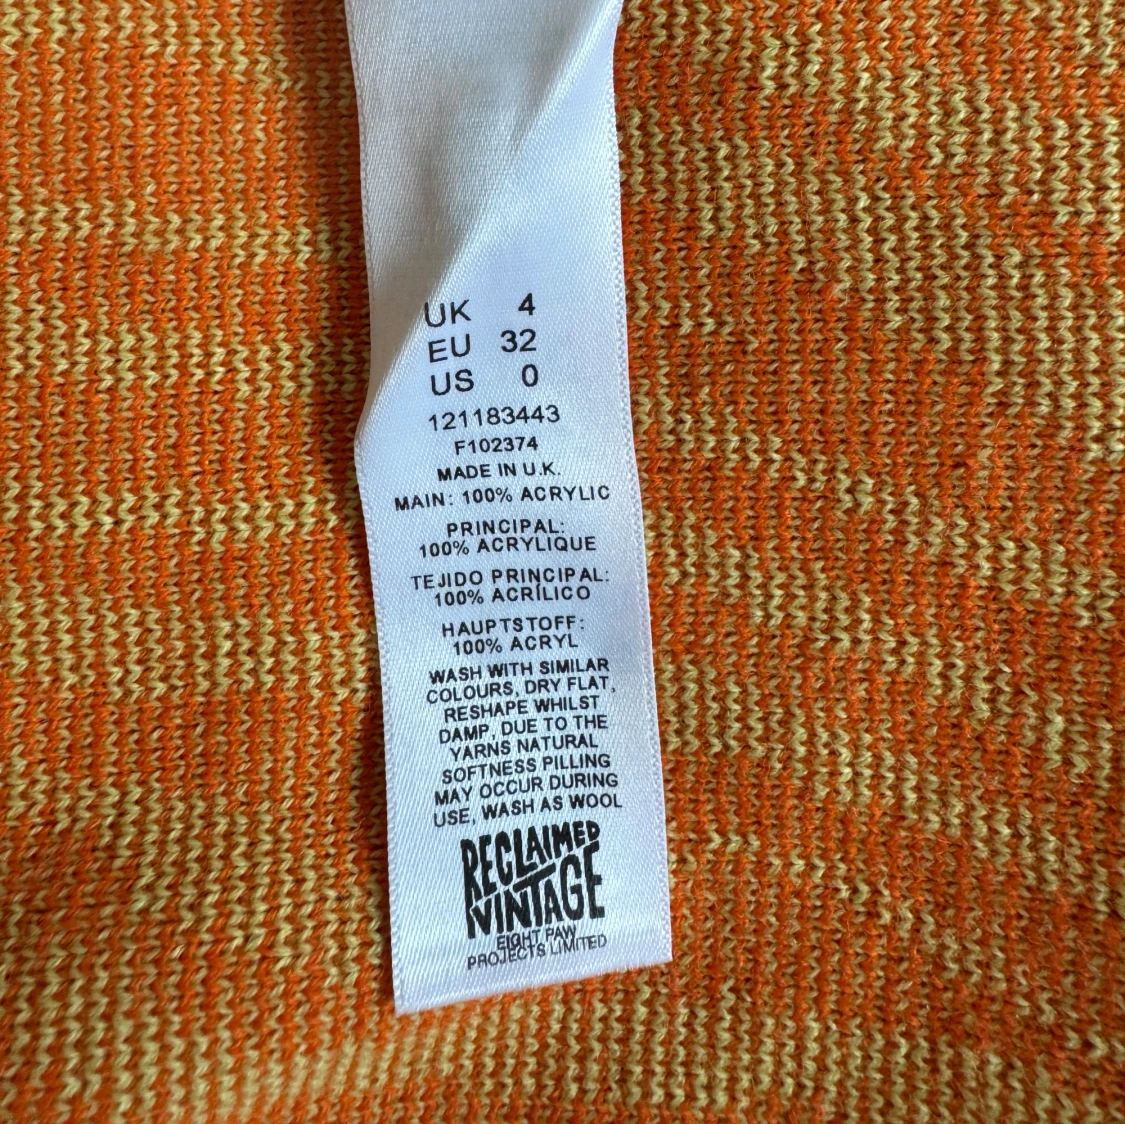 UK 4
EU 32
US 0
121183443
F102374
MADE IN U.K.
MAIN: 100% ACRYLIC
PRINCIPAL:
100% ACRYLIQUE
TEJIDO PRINCIPAL:
100% ACRÍLICO
HAUPTSTOFF:
100% ACRYL
WASH WITH SIMILAR
COLOURS, DRY FLAT,
RESHAPE WHILST
DAMP, DUE TO THE
YARNS NATURAL
SOFTNESS PILLING
MAY OCCUR DURING
USE, WASH AS WOOL
RECLAIMED
VINTAGE
EIGHT PAW
PROJECTS LIMITED